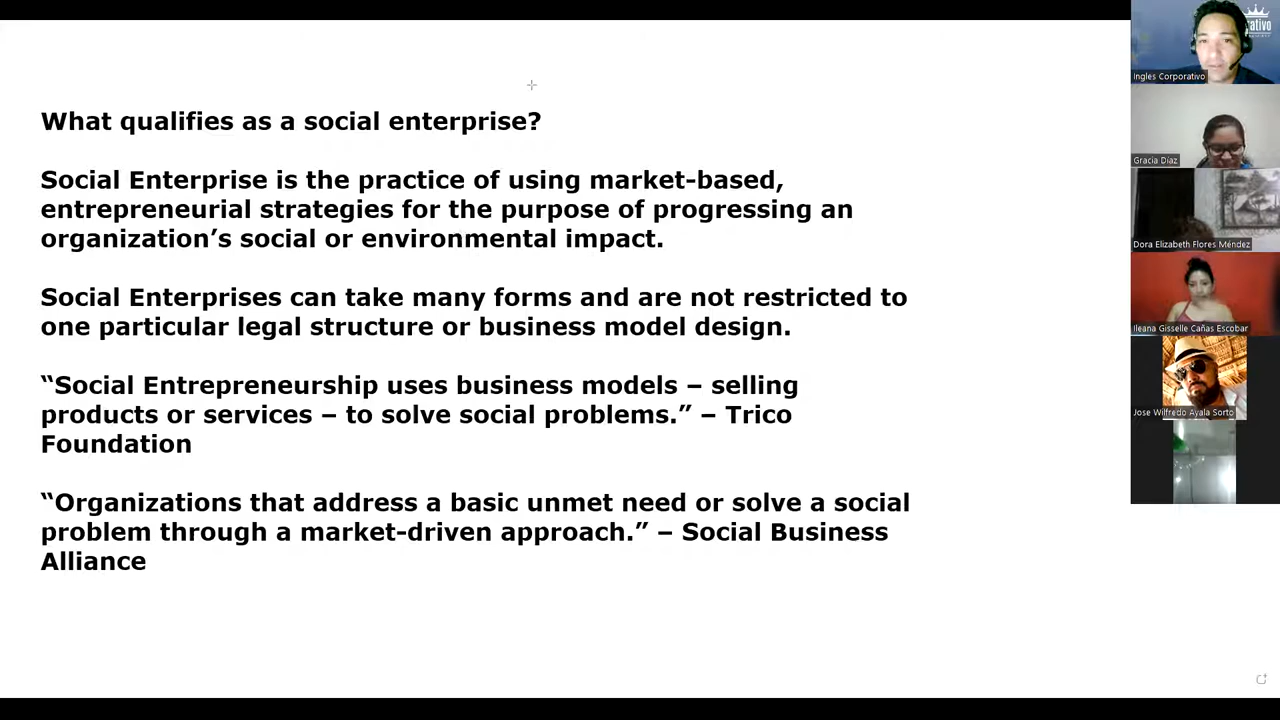 What qualifies as a social enterprise?
Social Enterprise is the practice of using market-based,
entrepreneurial strategies for the purpose of progressing an
organization’s social or environmental impact.
Social Enterprises can take many forms and are not restricted to
one particular legal structure or business model design.
“Social Entrepreneurship uses business models – selling
products or services – to solve social problems.” – Trico
Foundation
“Organizations that address a basic unmet need or solve a social
problem through a market-driven approach.” – Social Business
Alliance
Ingles Corporativo
Gracia Díaz
Dora Elizabeth Flores Méndez
Ileana Gisselle Cañas Escobar
Jose Wilfredo Ayala Sorto